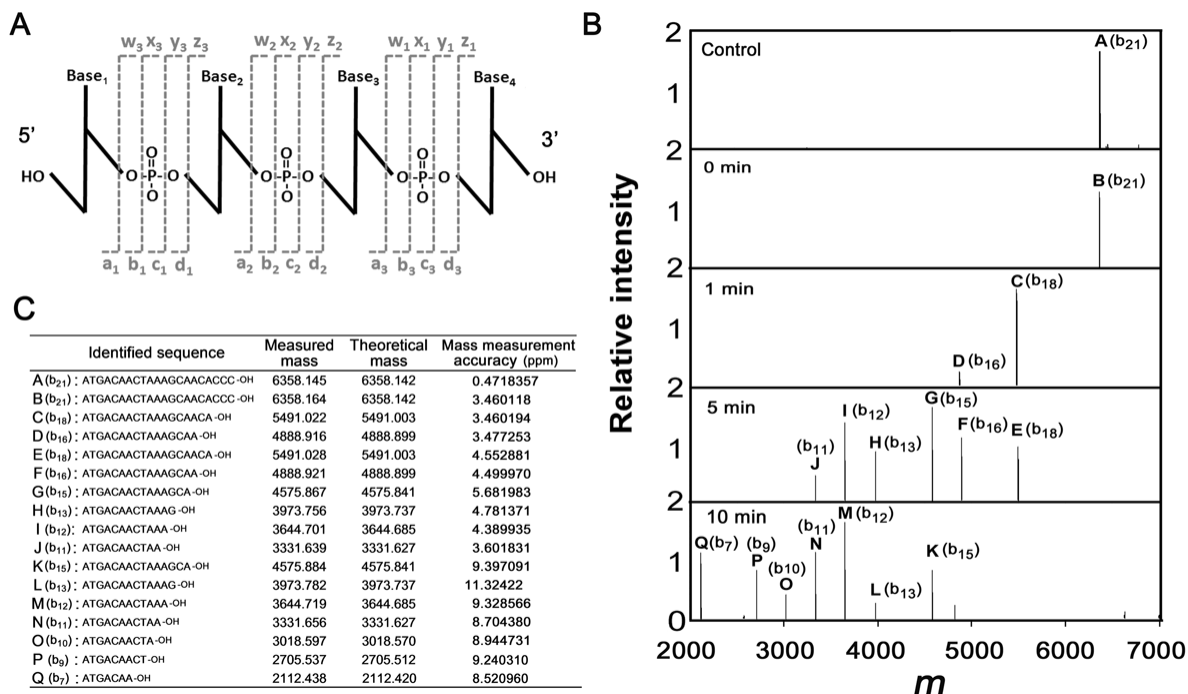 A
w3 x3 y3 z3
w2 x2 y2 z2
w1 x1 y1 z1
Base1
Base2
Base3
Base4
5'
3'
O
O
O
HO
O-P-O
O-P-O
O-P-O
OH
O
O
O
a1 b1 c1 d1
a2 b2 c2 d2
a3 b3 c3 d3
C
Identified sequence Measured mass Theoretical mass Mass measurement accuracy (ppm)
A(b21) : ATGACAACTAAAGCAACACCC-OH 6358.145 6358.142 0.4718357
B(b21) : ATGACAACTAAAGCAACACCC-OH 6358.164 6358.142 3.460118
C(b18) : ATGACAACTAAAGCAACA-OH 5491.022 5491.003 3.460194
D(b16) : ATGACAACTAAAGCAA-OH 4888.916 4888.899 3.477253
E(b18) : ATGACAACTAAAGCAACA-OH 5491.028 5491.003 4.552881
F(b16) : ATGACAACTAAAGCAA-OH 4888.921 4888.899 4.499970
G(b15) : ATGACAACTAAAGCA-OH 4575.867 4575.841 5.681983
H(b13) : ATGACAACTAAAG-OH 3973.756 3973.737 4.781371
I (b12): ATGACAACTAAA-OH 3644.701 3644.685 4.389935
J(b11) : ATGACAACTAA-OH 3331.639 3331.627 3.601831
K(b15) : ATGACAACTAAAGCA-OH 4575.884 4575.841 9.397091
L(b13) : ATGACAACTAAAG-OH 3973.782 3973.737 11.32422
M(b12) : ATGACAACTAAA-OH 3644.719 3644.685 9.328566
N(b11) : ATGACAACTAA-OH 3331.656 3331.627 8.704380
O(b10) : ATGACAACTA-OH 3018.597 3018.570 8.944731
P (b9) : ATGACAACT-OH 2705.537 2705.512 9.240310
Q (b7) : ATGACAA-OH 2112.438 2112.420 8.520960
B
Relative intensity
2
Control
A(b21)
1
2
0 min
B(b21)
1
2
1 min
C(b18)
1
D(b16)
2
5 min
G(b15)
I (b12)
F(b16)
E(b18)
H(b13)
(b11)
J
1
2
10 min
M(b12)
(b11)
N
Q(b7)
(b9)
P
K(b15)
(b10)
O
1
L(b13)
0
2000 3000 4000 5000 6000 7000
m